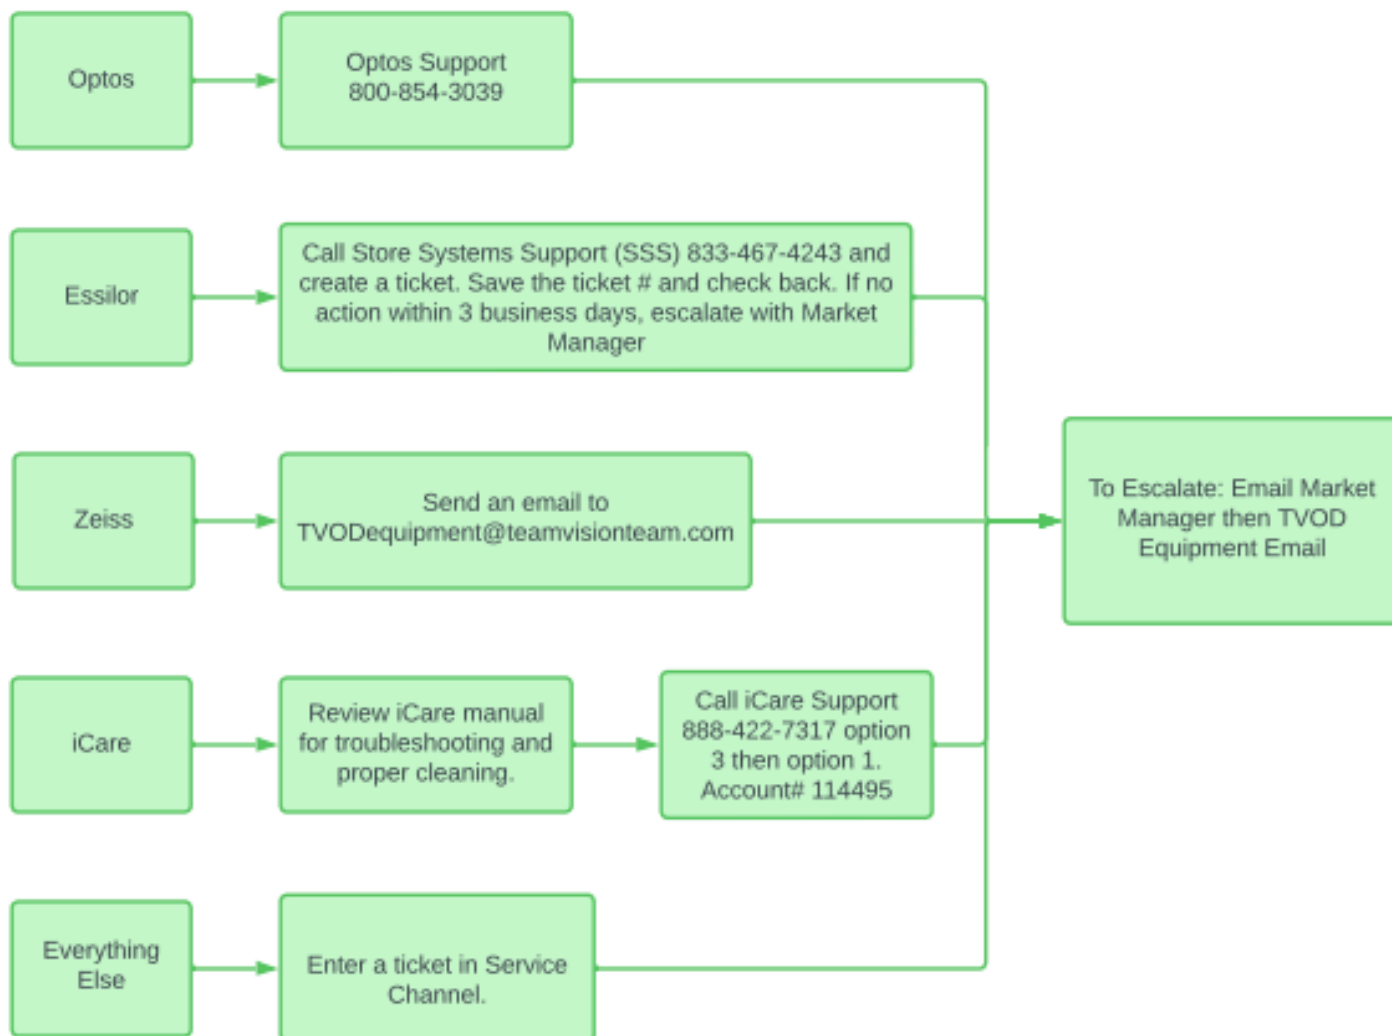 Optos
Optos Support
800-854-3039
Essilor
Call Store Systems Support (SSS) 833-467-4243 and
create a ticket. Save the ticket # and check back. If no
action within 3 business days, escalate with Market
Manager
Zeiss
Send an email to
TVODequipment@teamvisionteam.com
To Escalate: Email Market
Manager then TVOD
Equipment Email
iCare
Review iCare manual
for troubleshooting and
proper cleaning.
Call iCare Support
888-422-7317 option
3 then option 1.
Account# 114495
Everything
Else
Enter a ticket in Service
Channel.